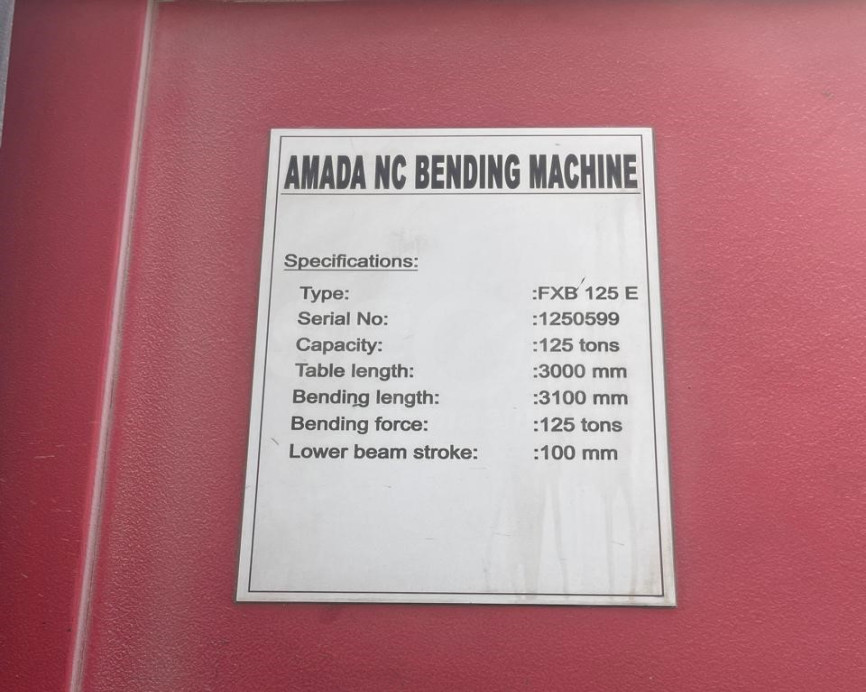 AMADA NC BENDING MACHINE
Specifications:
Type: :FXB 125 E
Serial No: :1250599
Capacity: :125 tons
Table length: :3000 mm
Bending length: :3100 mm
Bending force: :125 tons
Lower beam stroke: :100 mm